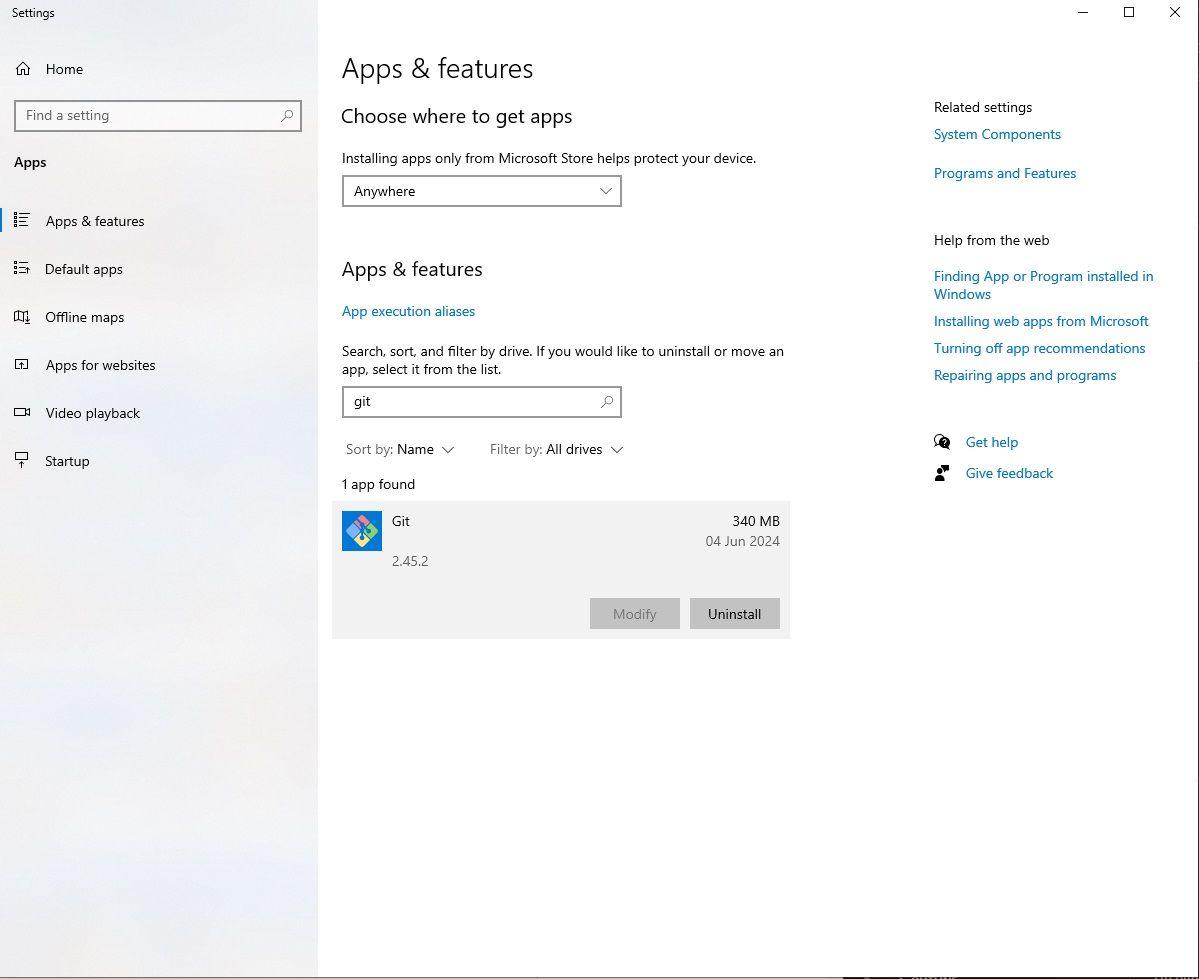 Settings
Home
Find a setting
Apps
Apps & features
Default apps
Offline maps
Apps for websites
Video playback
Startup
Apps & features
Choose where to get apps
Installing apps only from Microsoft Store helps protect your device.
Anywhere
Apps & features
App execution aliases
Search, sort, and filter by drive. If you would like to uninstall or move an
app, select it from the list.
git
Sort by: Name
Filter by: All drives
1 app found
Git
340 MB
04 Jun 2024
2.45.2
Modify
Uninstall
Related settings
System Components
Programs and Features
Help from the web
Finding App or Program installed in
Windows
Installing web apps from Microsoft
Turning off app recommendations
Repairing apps and programs
Get help
Give feedback